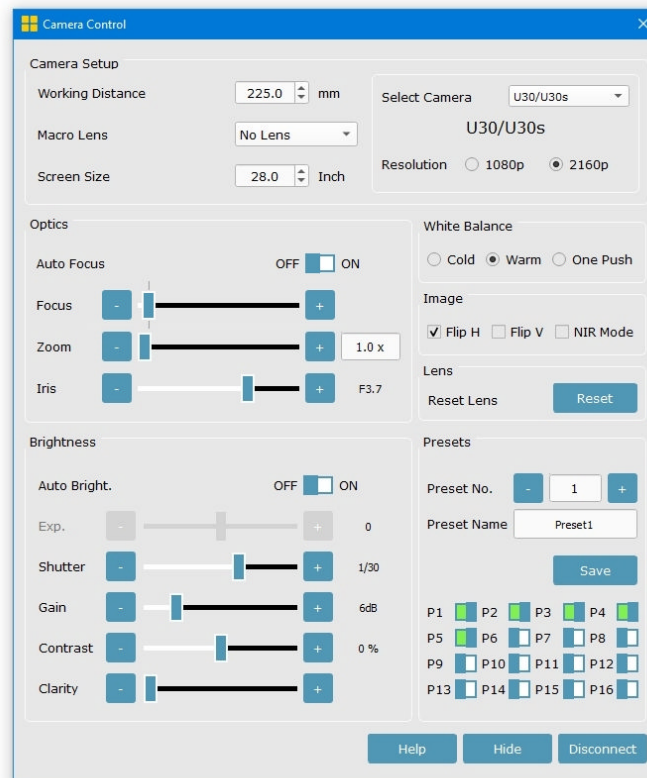 Camera Control
Camera Setup
Working Distance 225.0 mm
Macro Lens No Lens
Screen Size 28.0 Inch
Select Camera U30/U30s
U30/U30s
Resolution 1080p 2160p
Optics
Auto Focus OFF ON
Focus - +
Zoom - + 1.0 x
Iris - + F3.7
White Balance
Cold Warm One Push
Image
Flip H Flip V NIR Mode
Lens
Reset Lens Reset
Brightness
Auto Bright. OFF ON
Exp. - + 0
Shutter - + 1/30
Gain - + 6dB
Contrast - + 0 %
Clarity - +
Presets
Preset No. - 1 +
Preset Name Preset1
Save
P1 P2 P3 P4
P5 P6 P7 P8
P9 P10 P11 P12
P13 P14 P15 P16
Help Hide Disconnect